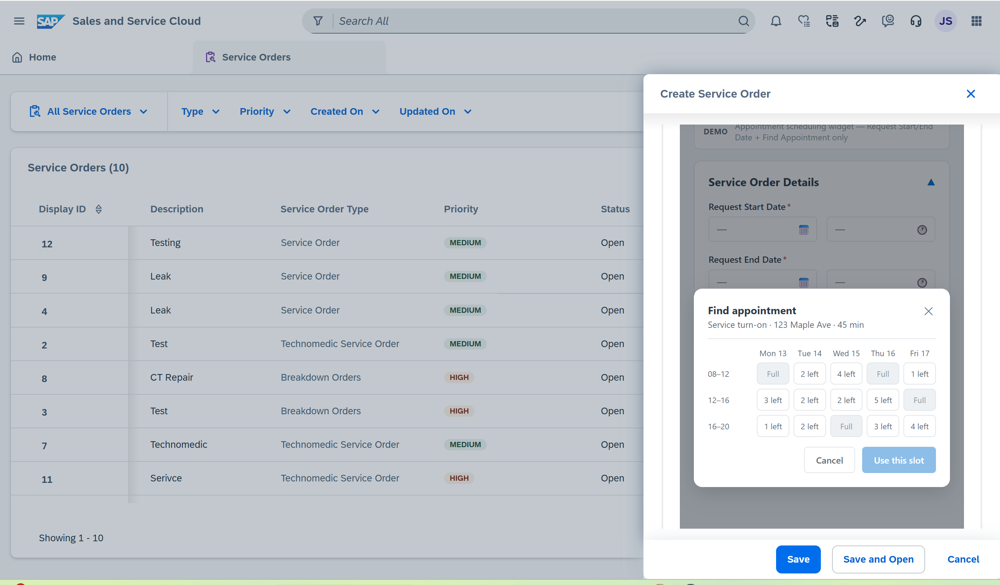 SAP Sales and Service Cloud
Search All
JS
Home
Service Orders
All Service Orders
Type
Priority
Created On
Updated On
Service Orders (10)
Display ID Description Service Order Type Priority Status
12 Testing Service Order MEDIUM Open
9 Leak Service Order MEDIUM Open
4 Leak Service Order MEDIUM Open
2 Test Technomedic Service Order MEDIUM Open
8 CT Repair Breakdown Orders HIGH Open
3 Test Breakdown Orders HIGH Open
7 Technomedic Technomedic Service Order MEDIUM Open
11 Serivce Technomedic Service Order HIGH Open
Showing 1 - 10
Create Service Order
DEMO
Appointment scheduling widget — Request Start/End
Date + Find Appointment only
Service Order Details
Request Start Date*
— —
Request End Date*
— —
Find appointment
Service turn-on · 123 Maple Ave · 45 min
Mon 13 Tue 14 Wed 15 Thu 16 Fri 17
08–12 Full 2 left 4 left Full 1 left
12–16 3 left 2 left 2 left 5 left Full
16–20 1 left 2 left Full 3 left 4 left
Cancel Use this slot
Save Save and Open Cancel